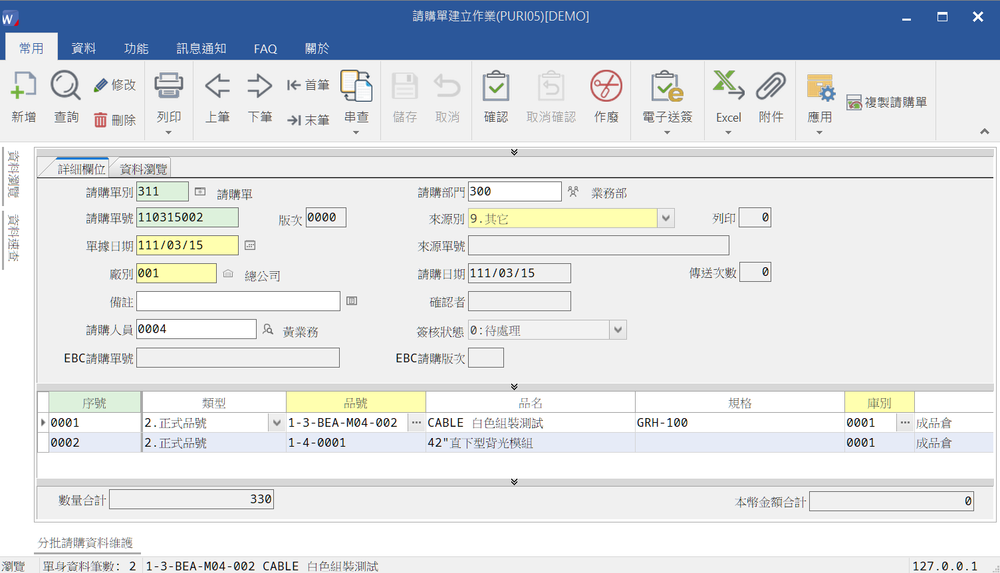 請購單建立作業(PURI05)[DEMO]
常用 資料 功能 訊息通知 FAQ 關於
新增 查詢 修改 刪除 列印 上筆 下筆 首筆 末筆 串查 儲存 取消 確認 取消確認 作廢 電子送簽 Excel 附件 應用 複製請購單
資料瀏覽
資料速查
詳細欄位 資料瀏覽
請購單別 311 請購單 請購部門 300 業務部
請購單號 110315002 版次 0000 來源別 9.其它 列印 0
單據日期 111/03/15 來源單號
廠別 001 總公司 請購日期 111/03/15 傳送次數 0
備註 確認者
請購人員 0004 黃業務 簽核狀態 0:待處理
EBC請購單號 EBC請購版次
序號 類型 品號 品名 規格 庫別
0001 2.正式品號 1-3-BEA-M04-002 ... CABLE 白色組裝測試 GRH-100 0001 ... 成品倉
0002 2.正式品號 1-4-0001 42"直下型背光模組 0001 成品倉
數量合計 330 本幣金額合計 0
分批請購資料維護
瀏覽 單身資料筆數: 2 1-3-BEA-M04-002 CABLE 白色組裝測試 127.0.0.1